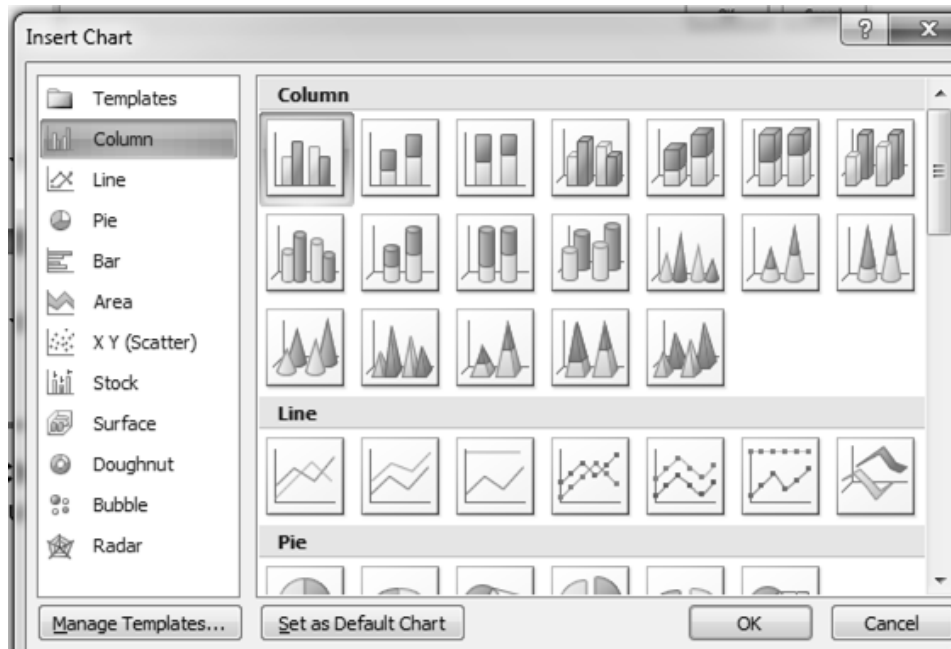 Insert Chart
?
X
Templates
Column
Line
Pie
Bar
Area
X Y (Scatter)
Stock
Surface
Doughnut
Bubble
Radar
Column
Line
Pie
Manage Templates...
Set as Default Chart
OK
Cancel